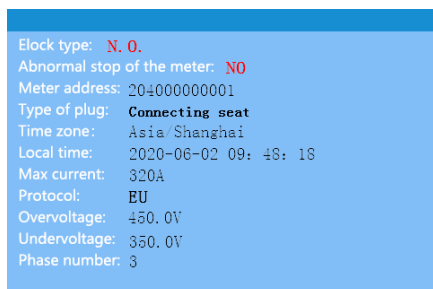 Elock type: N. O.
Abnormal stop of the meter: NO
Meter address: 204000000001
Type of plug: Connecting seat
Time zone: Asia/Shanghai
Local time: 2020-06-02 09: 48: 18
Max current: 320A
Protocol: EU
Overvoltage: 450. 0V
Undervoltage: 350. 0V
Phase number: 3